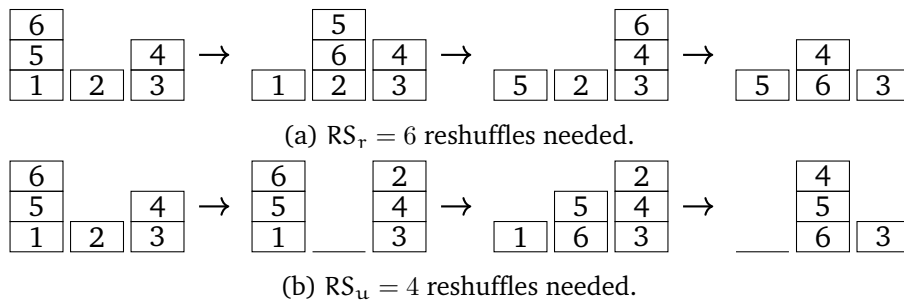 6 5 6
5 4 → 6 4 → 4 → 4
1 2 3 1 2 3 5 2 3 5 6 3
(a) RSr = 6 reshuffles needed.
6 6 2 2 4
5 4 → 5 4 → 5 4 → 5
1 2 3 1 3 1 6 3 6 3
(b) RSu = 4 reshuffles needed.